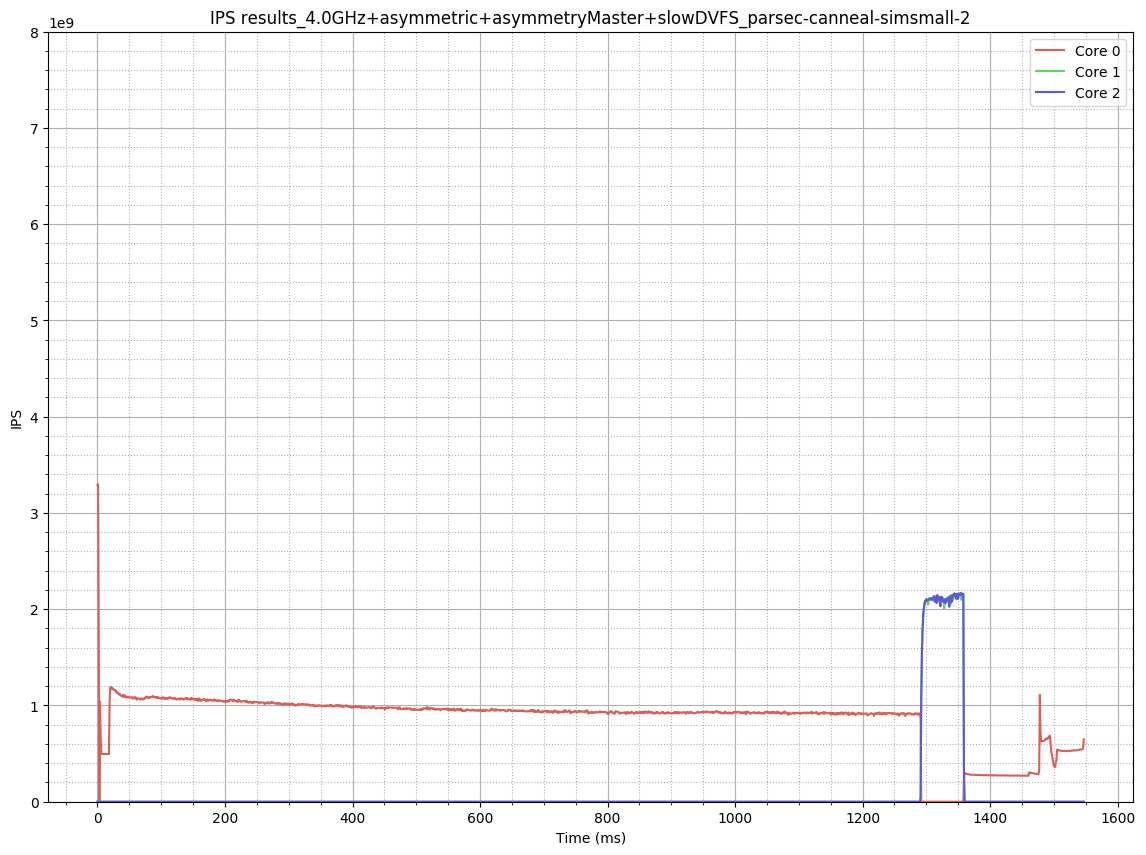 IPS results_4.0GHz+asymmetric+asymmetryMaster+slowDVFS_parsec-canneal-simsmall-2
1e9
8
7
6
5
4
3
2
1
0
IPS
Core 0
Core 1
Core 2
0 200 400 600 800 1000 1200 1400 1600
Time (ms)